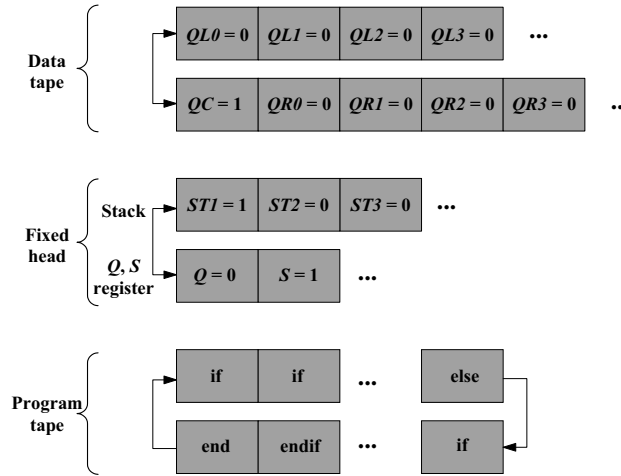 QL0 = 0 QL1 = 0 QL2 = 0 QL3 = 0 ...
Data
tape
QC = 1 QR0 = 0 QR1 = 0 QR2 = 0 QR3 = 0 ..
Stack ST1 = 1 ST2 = 0 ST3 = 0 ...
Fixed
head
Q, S
register
Q = 0 S = 1 ...
if if ... else
Program
tape
end endif ... if